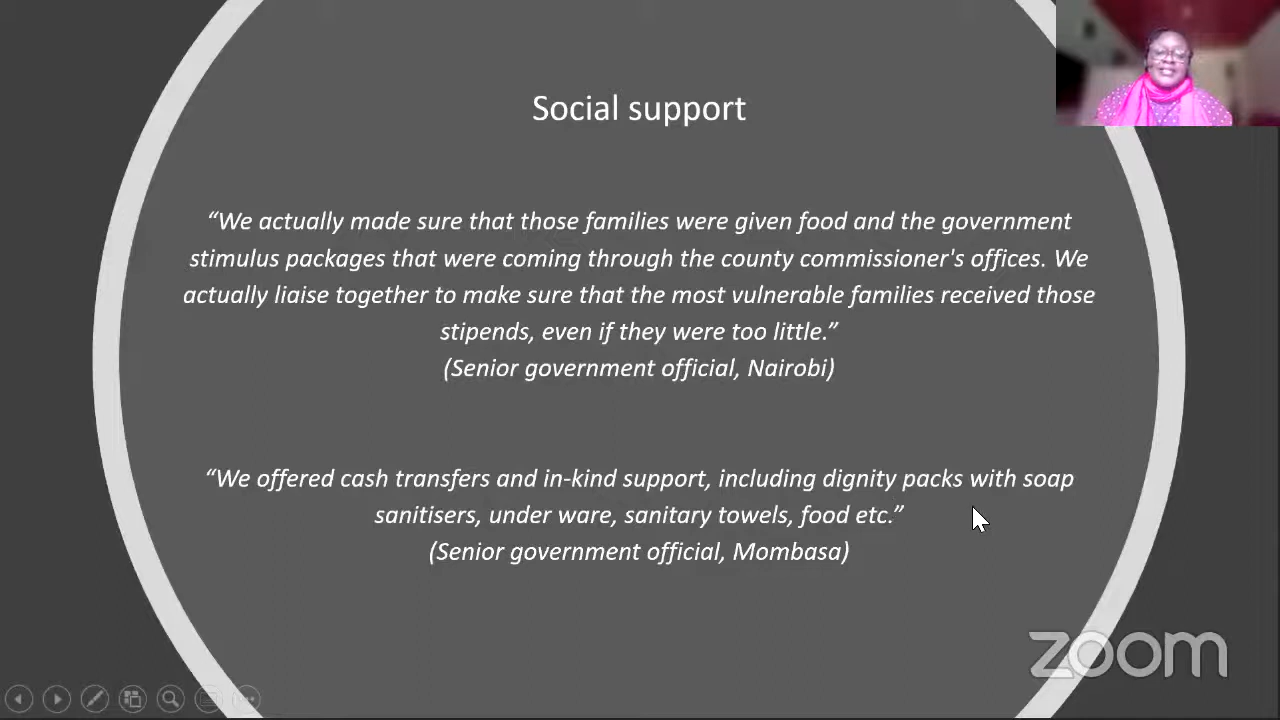 Social support
“We actually made sure that those families were given food and the government
stimulus packages that were coming through the county commissioner's offices. We
actually liaise together to make sure that the most vulnerable families received those
stipends, even if they were too little.”
(Senior government official, Nairobi)
“We offered cash transfers and in-kind support, including dignity packs with soap
sanitisers, under ware, sanitary towels, food etc.”
(Senior government official, Mombasa)
zoom